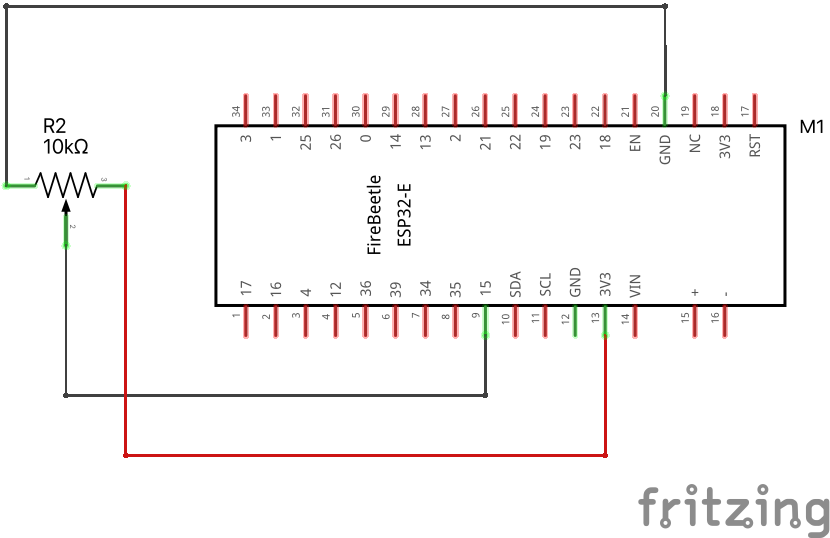 34 33 32 31 30 29 28 27 26 25 24 23 22 21 20 19 18 17
R2
10kΩ
M1
3 1 25 26 0 14 13 2 21 22 19 23 18 EN GND NC 3V3 RST
1 3
2
FireBeetle
ESP32-E
17 16 4 12 36 39 34 35 15 SDA SCL GND 3V3 VIN + -
1 2 3 4 5 6 7 8 9 10 11 12 13 14 15 16
fritzing